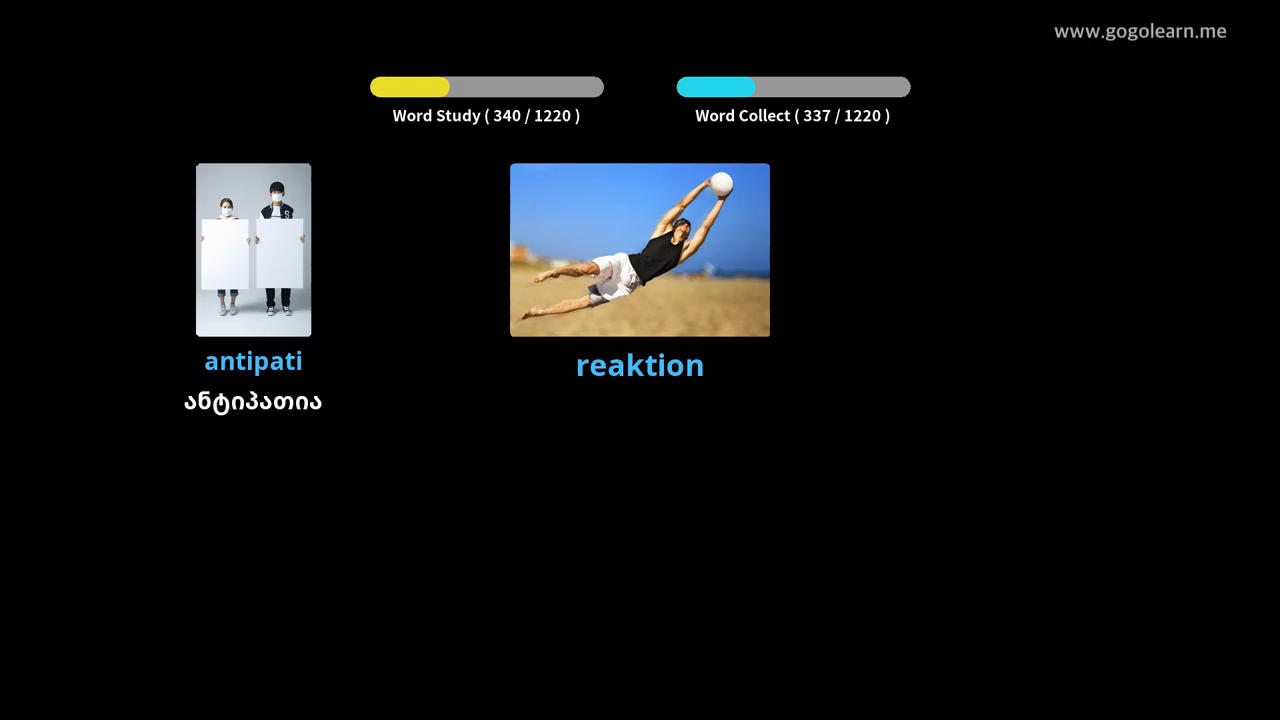 www.gogolearn.me
Word Study ( 340 / 1220 )
Word Collect ( 337 / 1220 )
antipati
ანტიპათია
reaktion